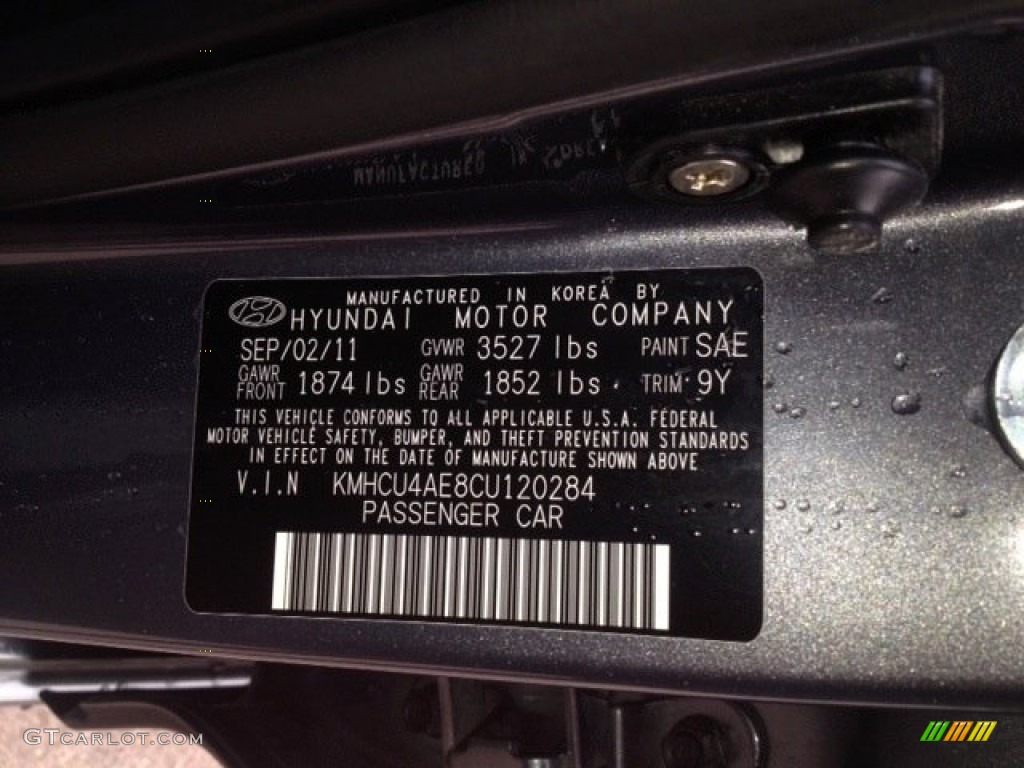 MANUFACTURED IN KOREA BY
HYUNDAI MOTOR COMPANY
SEP/02/11 GVWR 3527 lbs PAINT SAE
GAWR FRONT 1874 lbs GAWR REAR 1852 lbs TRIM: 9Y
THIS VEHICLE CONFORMS TO ALL APPLICABLE U.S.A. FEDERAL
MOTOR VEHICLE SAFETY, BUMPER, AND THEFT PREVENTION STANDARDS
IN EFFECT ON THE DATE OF MANUFACTURE SHOWN ABOVE
V.I.N KMHCU4AE8CU120284
PASSENGER CAR
GTCARLOT.COM